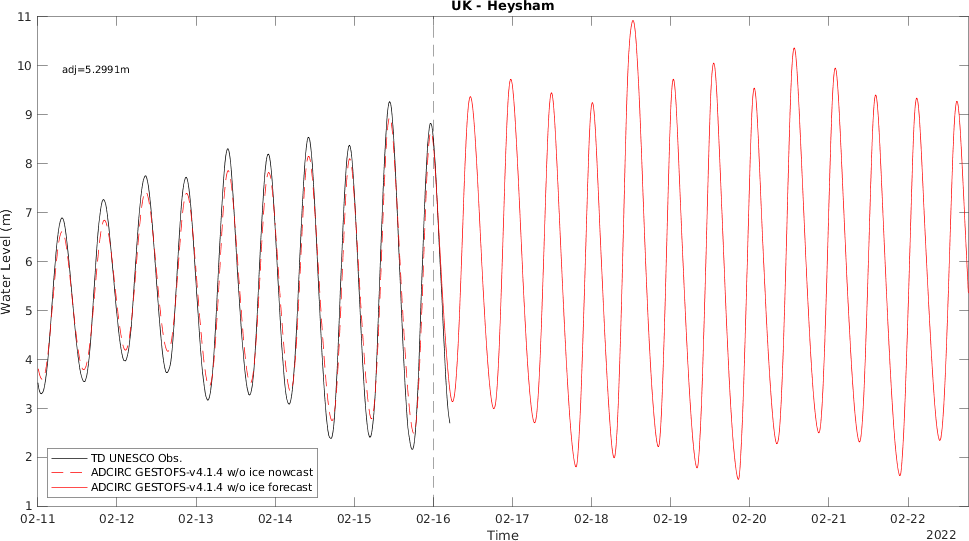 UK - Heysham
11
10
9
8
7
6
5
4
3
2
1
Water Level (m)
adj=5.2991m
TD UNESCO Obs.
ADCIRC GESTOFS-v4.1.4 w/o ice nowcast
ADCIRC GESTOFS-v4.1.4 w/o ice forecast
02-11 02-12 02-13 02-14 02-15 02-16 02-17 02-18 02-19 02-20 02-21 02-22
Time
2022